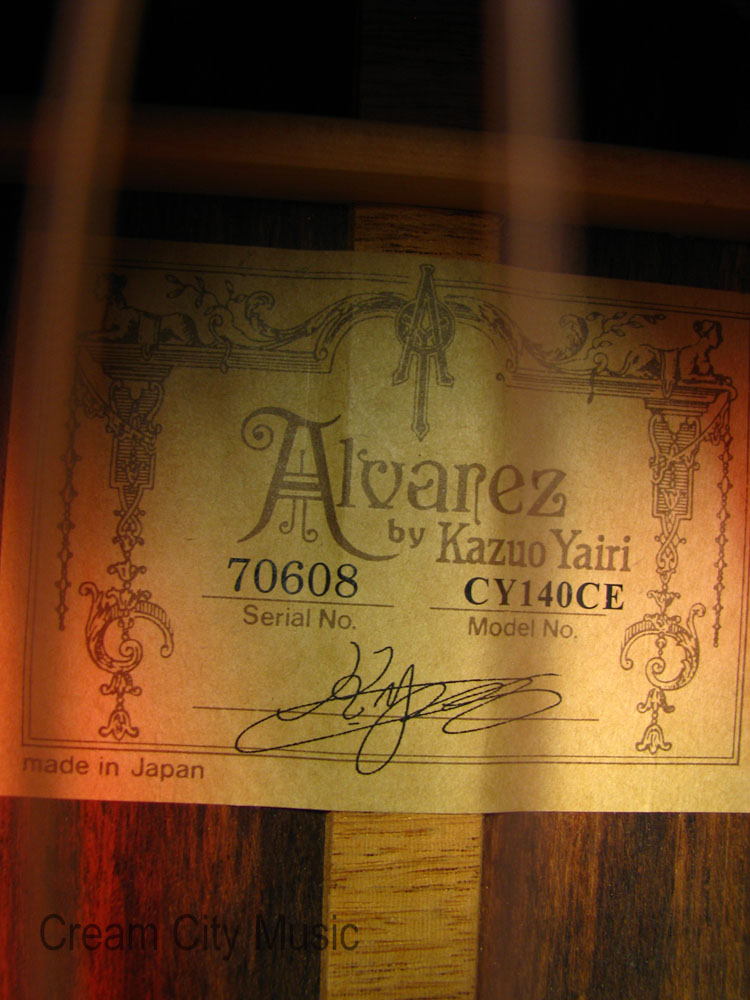 Alvarez
by Kazuo Yairi
70608 CY140CE
Serial No. Model No.
made in Japan
Cream City Music